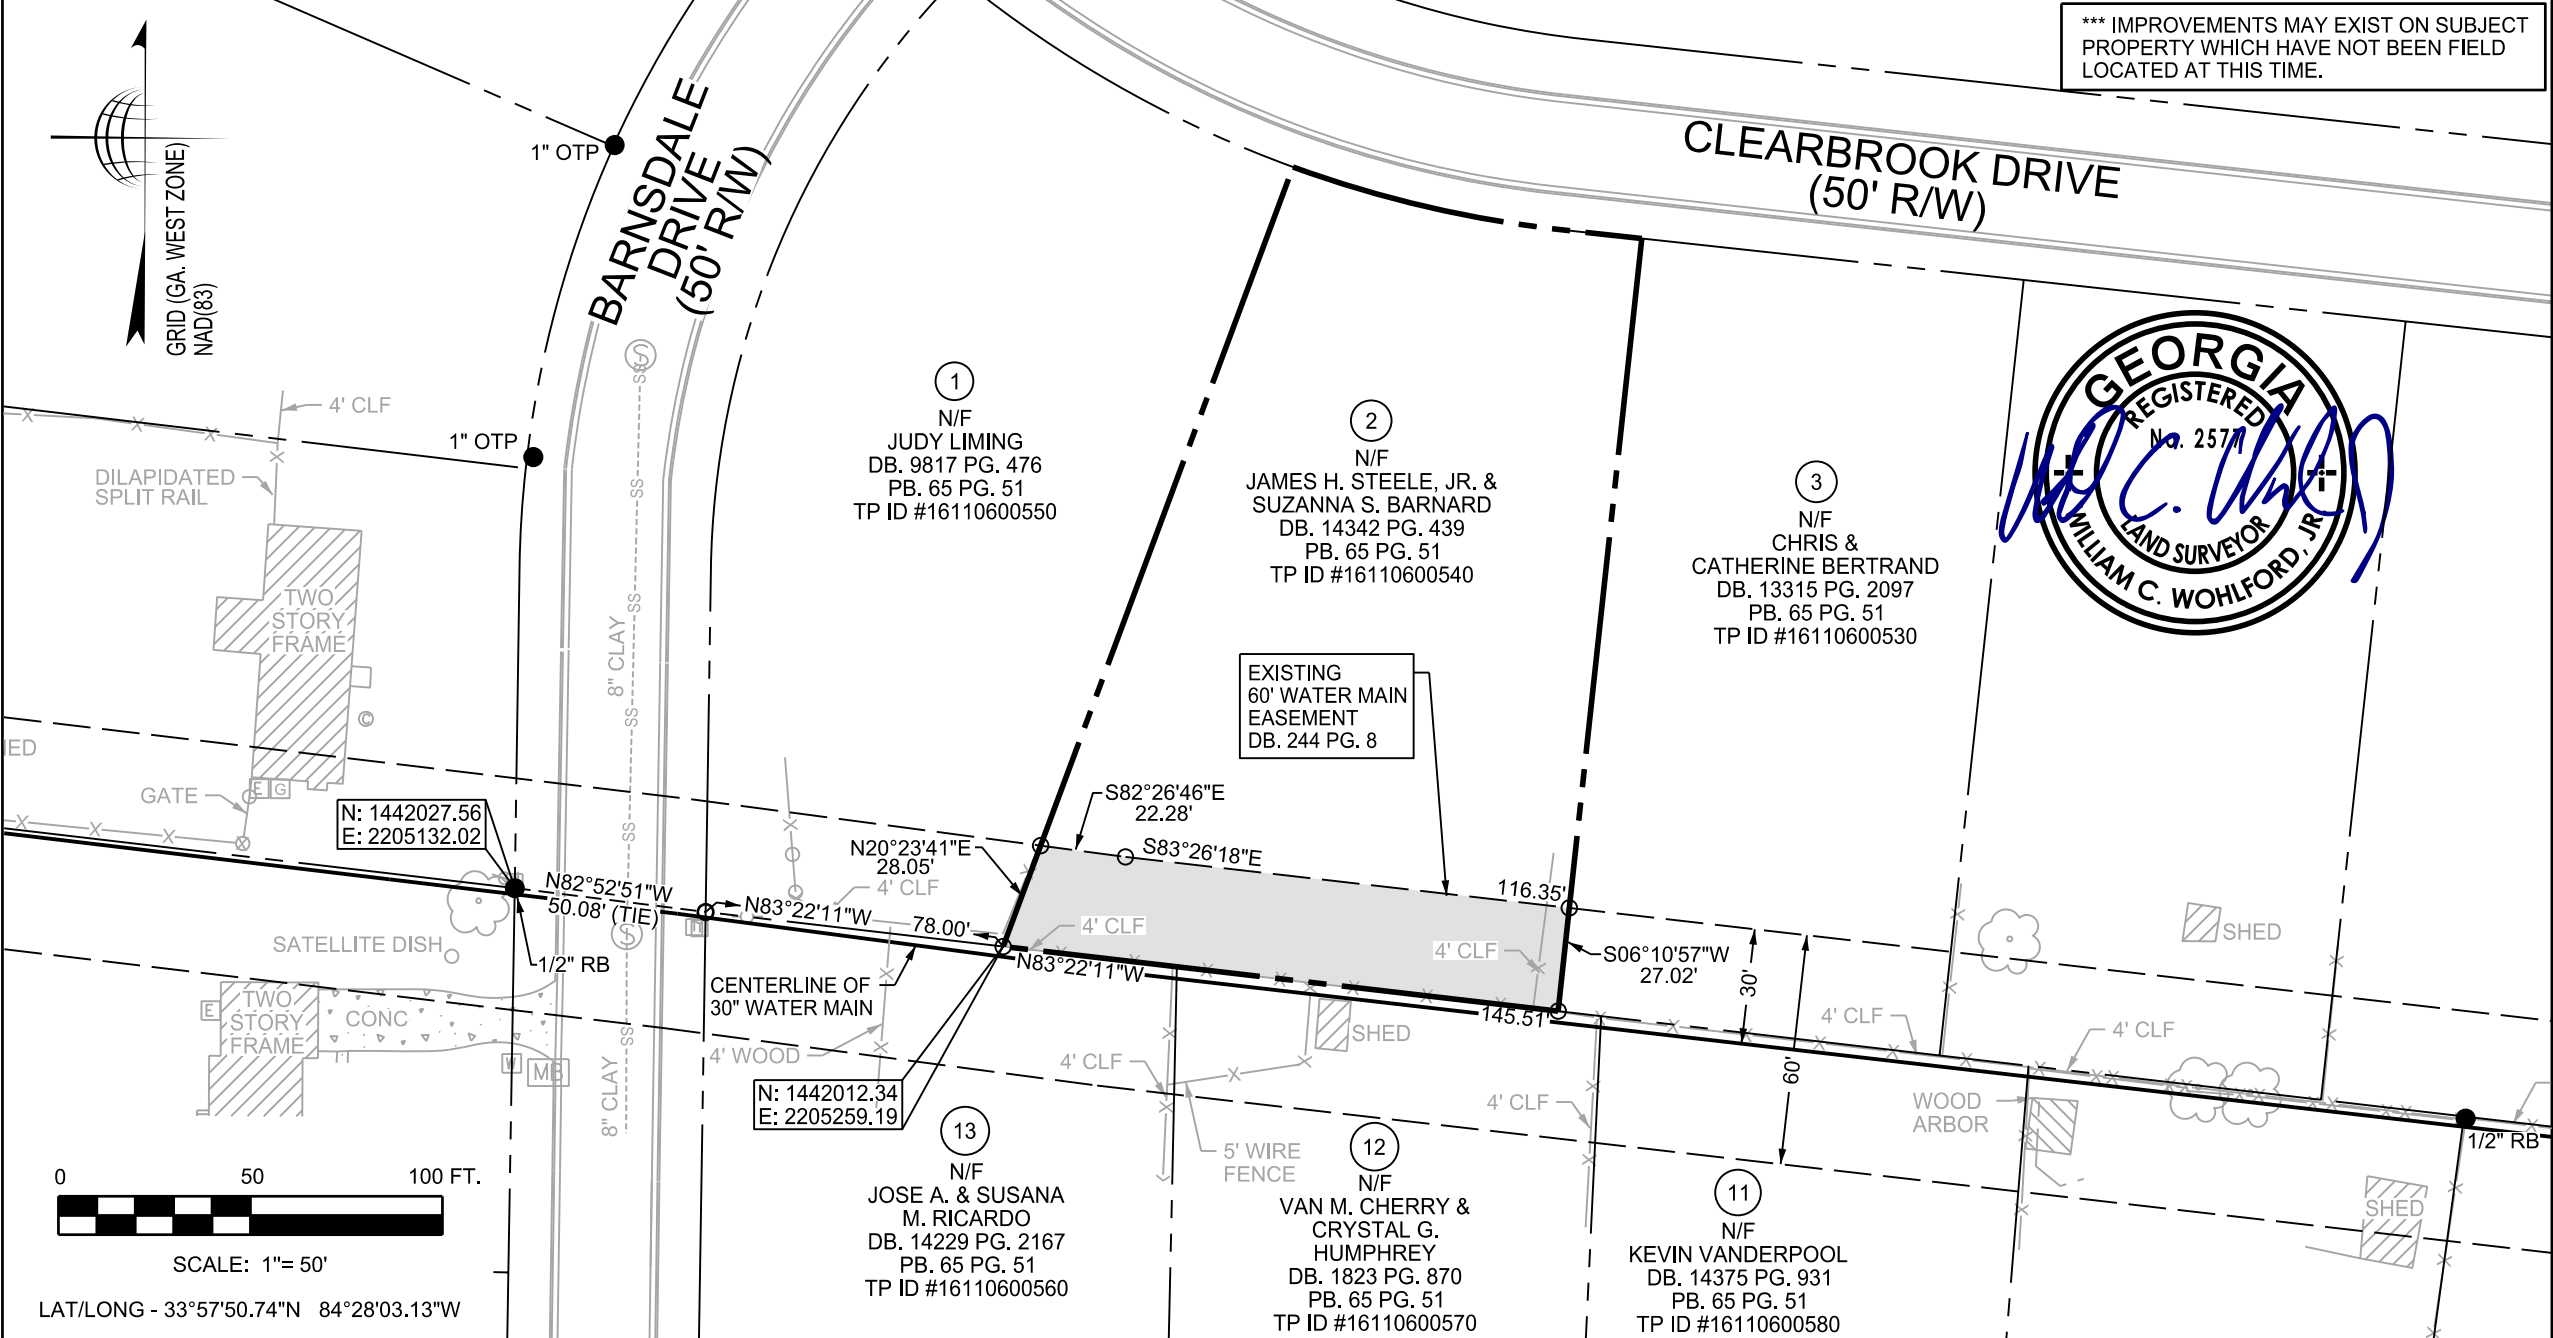 *** IMPROVEMENTS MAY EXIST ON SUBJECT
PROPERTY WHICH HAVE NOT BEEN FIELD
LOCATED AT THIS TIME.
GRID (GA. WEST ZONE)
NAD(83)
1" OTP
BARNSDALE
DRIVE
(50' R/W)
CLEARBROOK DRIVE
(50' R/W)
1" OTP
4' CLF
DILAPIDATED
SPLIT RAIL
TWO
STORY
FRAME
8" CLAY
SS
SS
SS
SS
SS
SS
S
1
N/F
JUDY LIMING
DB. 9817 PG. 476
PB. 65 PG. 51
TP ID #16110600550
2
N/F
JAMES H. STEELE, JR. &
SUZANNA S. BARNARD
DB. 14342 PG. 439
PB. 65 PG. 51
TP ID #16110600540
3
N/F
CHRIS &
CATHERINE BERTRAND
DB. 13315 PG. 2097
PB. 65 PG. 51
TP ID #16110600530
GEORGIA
REGISTERED
No. 2577
LAND SURVEYOR
WILLIAM C. WOHLFORD, JR.
EXISTING
60' WATER MAIN
EASEMENT
DB. 244 PG. 8
C
GATE
E G
N: 1442027.56
E: 2205132.02
S82°26'46"E
22.28'
S83°26'18"E
116.35'
N20°23'41"E
28.05'
4' CLF
N82°52'51"W
50.08' (TIE)
N83°22'11"W
78.00'
4' CLF
4' CLF
S06°10'57"W
27.02'
30'
60'
SHED
SATELLITE DISH
1/2" RB
S
CENTERLINE OF
30" WATER MAIN
N83°22'11"W
145.51'
SHED
E
TWO
STORY
FRAME
CONC
W
MB
8" CLAY
SS
4' WOOD
4' CLF
4' CLF
4' CLF
4' CLF
N: 1442012.34
E: 2205259.19
5' WIRE
FENCE
WOOD
ARBOR
1/2" RB
SHED
13
N/F
JOSE A. & SUSANA
M. RICARDO
DB. 14229 PG. 2167
PB. 65 PG. 51
TP ID #16110600560
12
N/F
VAN M. CHERRY &
CRYSTAL G.
HUMPHREY
DB. 1823 PG. 870
PB. 65 PG. 51
TP ID #16110600570
11
N/F
KEVIN VANDERPOOL
DB. 14375 PG. 931
PB. 65 PG. 51
TP ID #16110600580
0 50 100 FT.
SCALE: 1"= 50'
LAT/LONG - 33°57'50.74"N 84°28'03.13"W